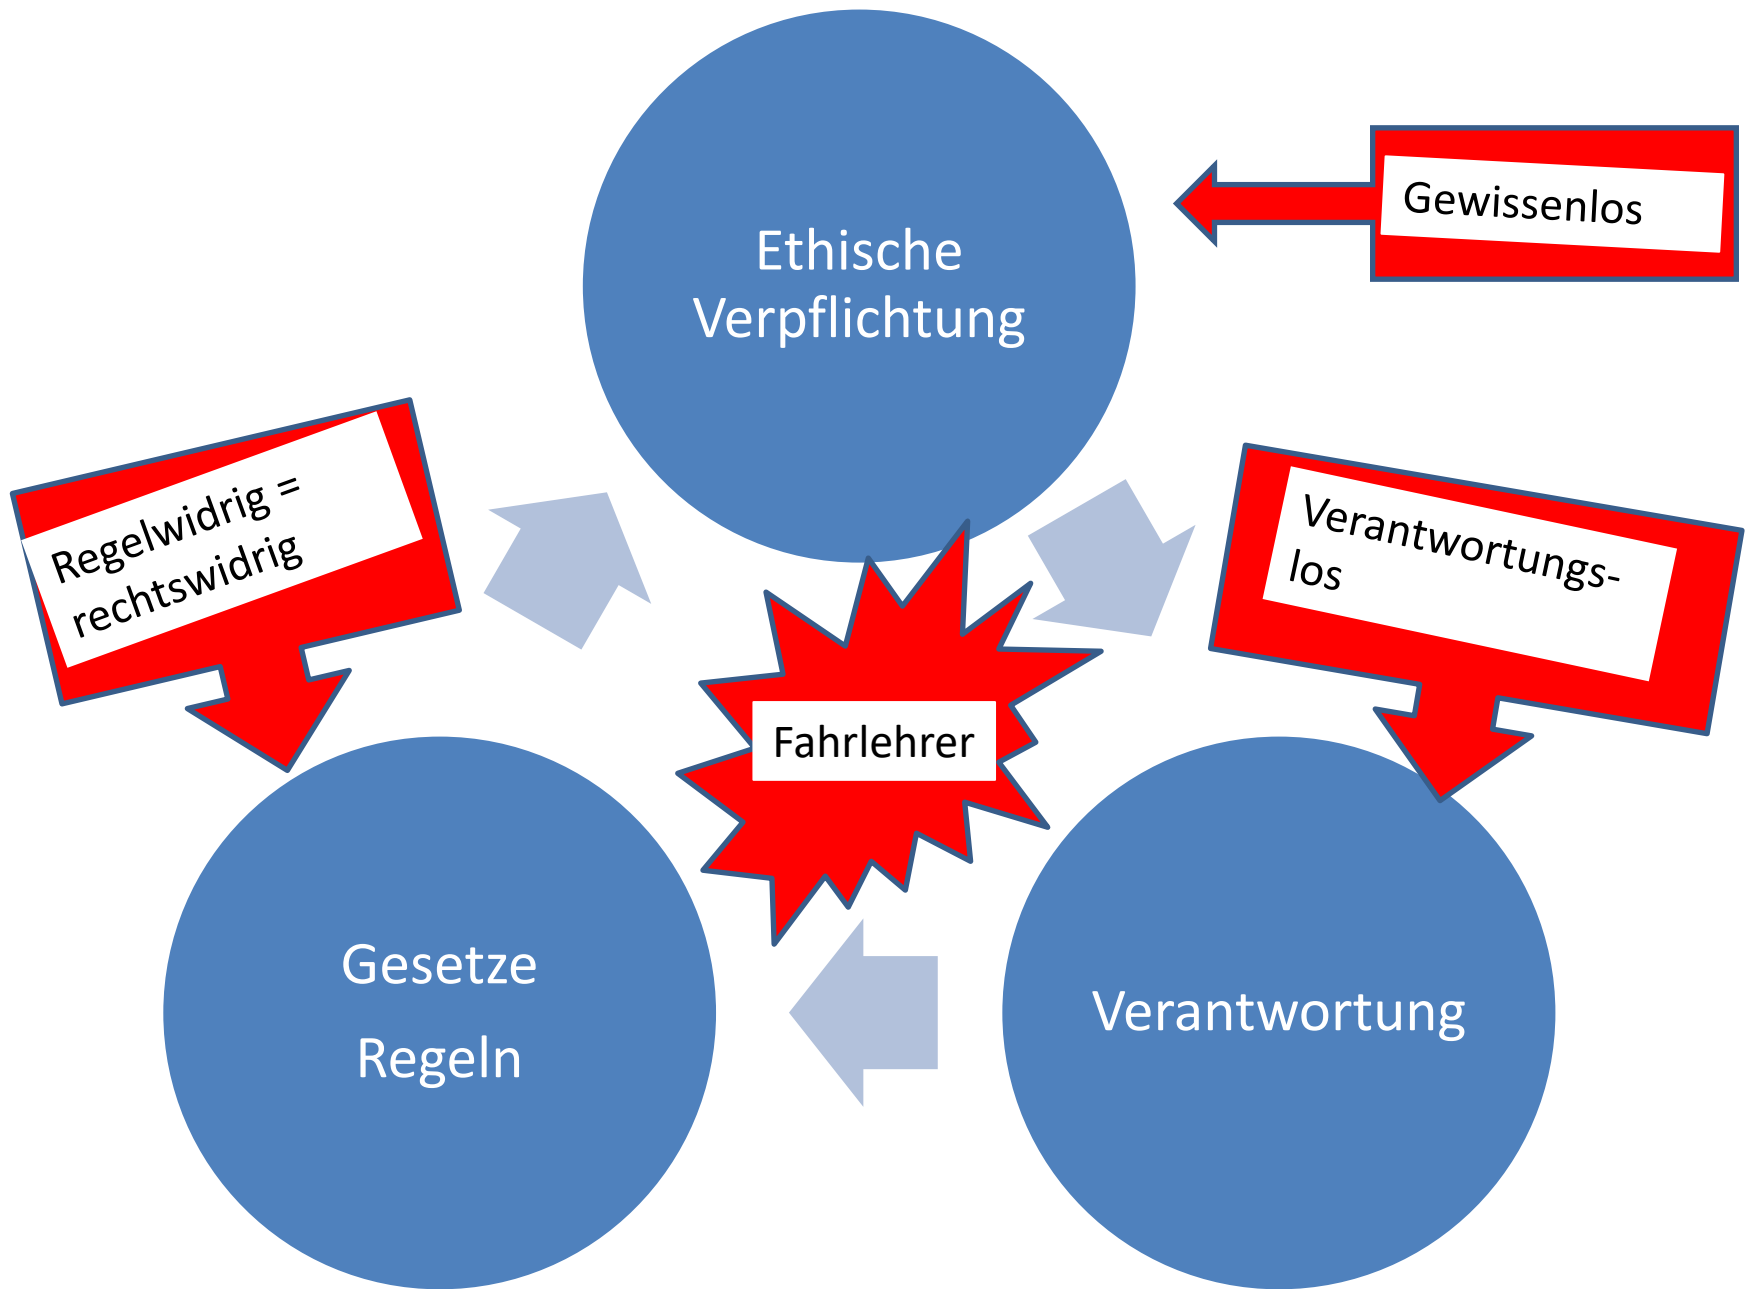 Ethische
Verpflichtung
Gewissenlos
Regelwidrig =
rechtswidrig
Verantwortungs-
los
Fahrlehrer
Gesetze
Regeln
Verantwortung